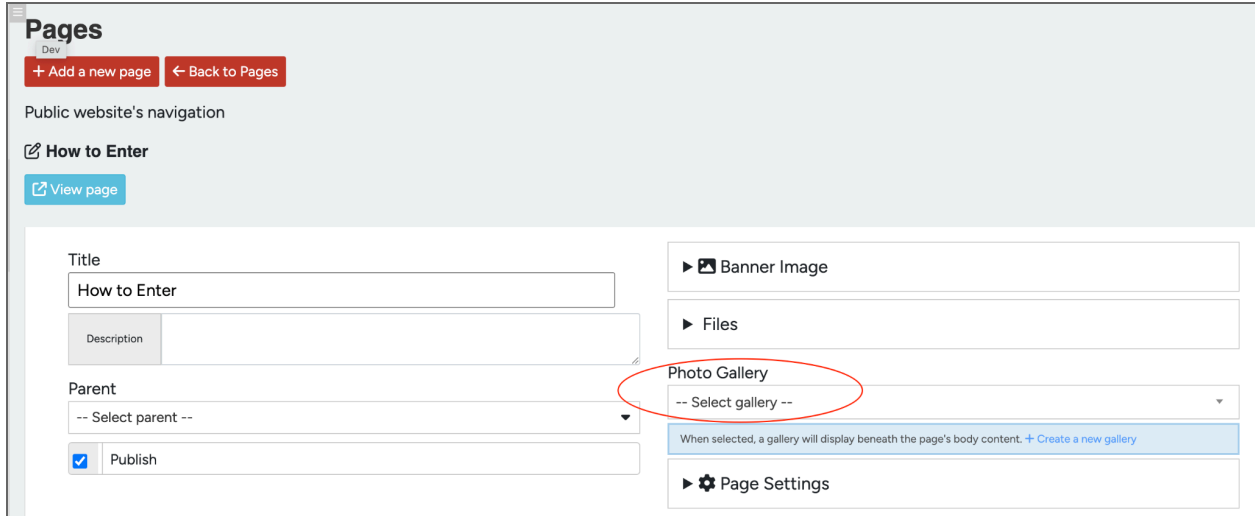 Pages
Dev
+ Add a new page
← Back to Pages
Public website's navigation
How to Enter
View page
Title
How to Enter
Description
Parent
-- Select parent --
Publish
Banner Image
Files
Photo Gallery
-- Select gallery --
When selected, a gallery will display beneath the page's body content. + Create a new gallery
Page Settings